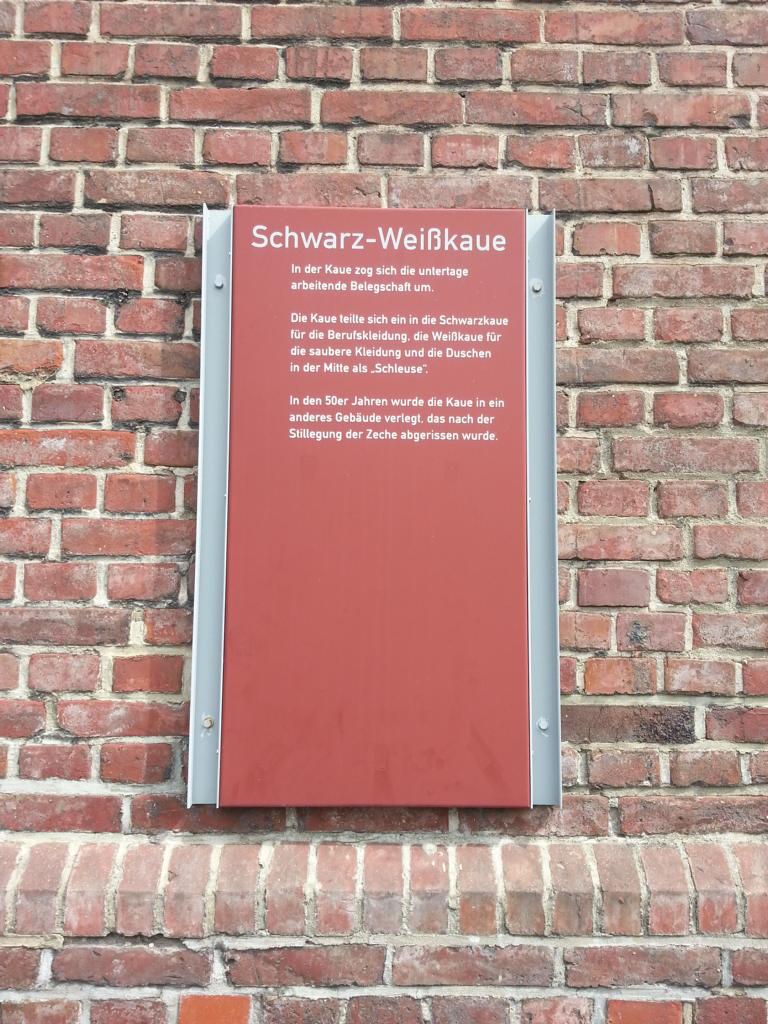 Schwarz-Weißkaue
In der Kaue zog sich die untertage
arbeitende Belegschaft um.
Die Kaue teilte sich ein in die Schwarzkaue
für die Berufskleidung, die Weißkaue für
die saubere Kleidung und die Duschen
in der Mitte als „Schleuse“.
In den 50er Jahren wurde die Kaue in ein
anderes Gebäude verlegt, das nach der
Stillegung der Zeche abgerissen wurde.